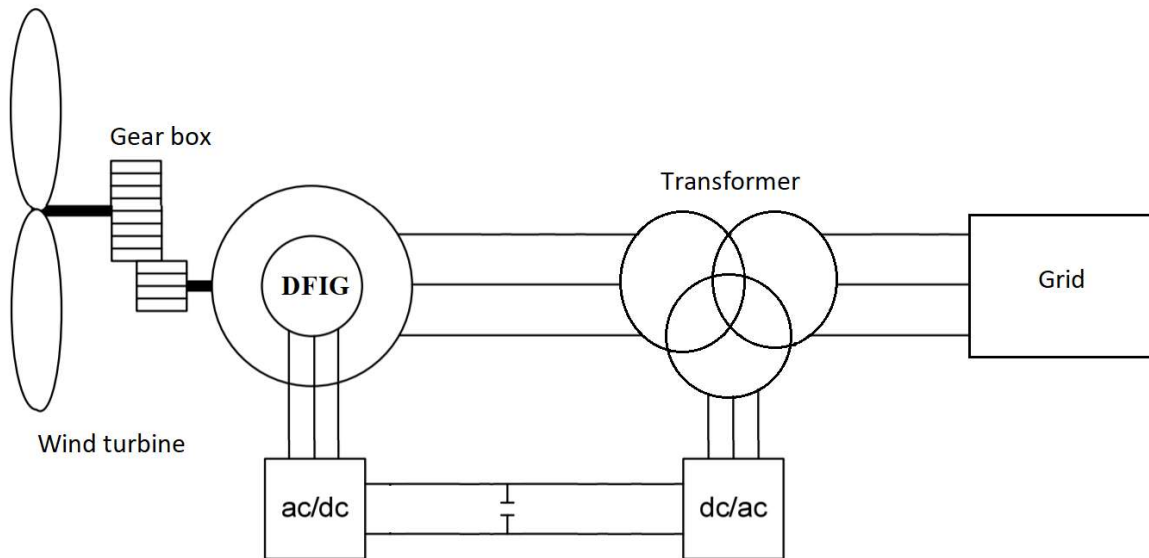 Gear box
Transformer
DFIG
Grid
Wind turbine
ac/dc
dc/ac